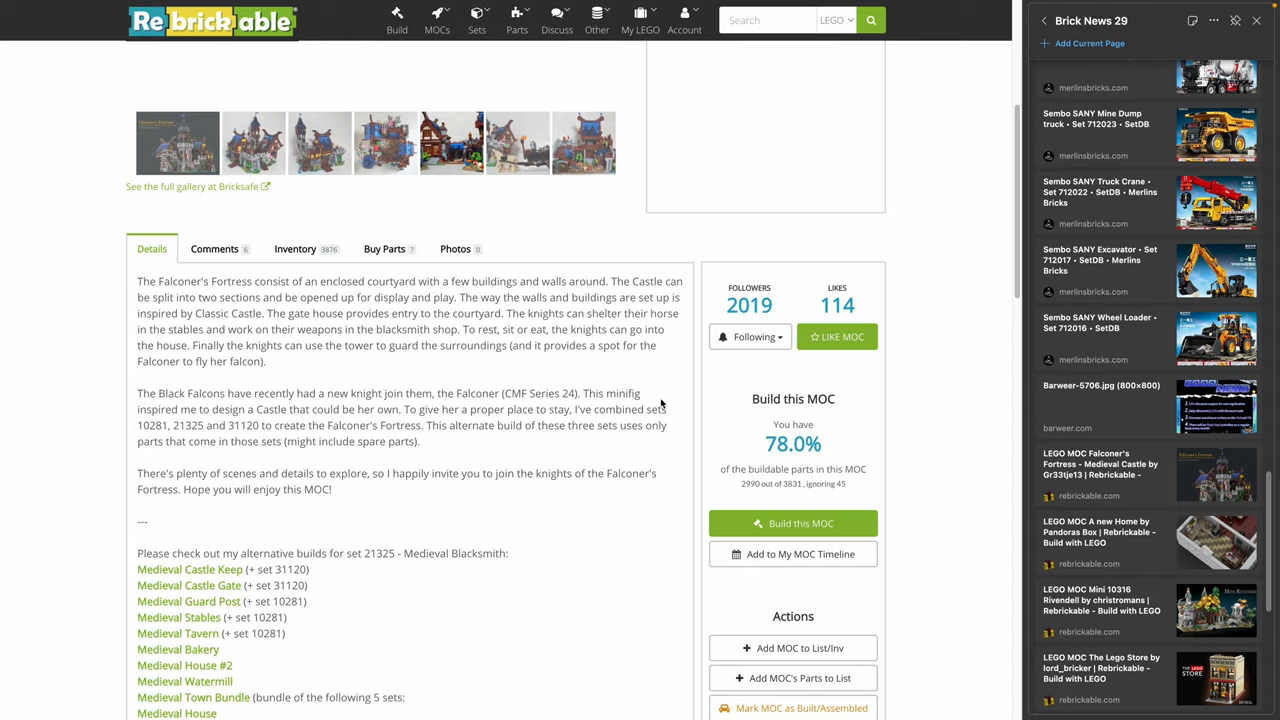 Rebrickable
Build
MOCs
Sets
Parts
Discuss
Other
My LEGO
Account
Search
LEGO
See the full gallery at Bricksafe
Details
Comments 6
Inventory 3876
Buy Parts 7
Photos 0
The Falconer's Fortress consist of an enclosed courtyard with a few buildings and walls around. The Castle can
be split into two sections and be opened up for display and play. The way the walls and buildings are set up is
inspired by Classic Castle. The gate house provides entry to the courtyard. The knights can shelter their horse
in the stables and work on their weapons in the blacksmith shop. To rest, sit or eat, the knights can go into
the house. Finally the knights can use the tower to guard the surroundings (and it provides a spot for the
Falconer to fly her falcon).
The Black Falcons have recently had a new knight join them, the Falconer (CMF Series 24). This minifig
inspired me to design a Castle that could be her own. To give her a proper place to stay, I've combined sets
10281, 21325 and 31120 to create the Falconer's Fortress. This alternate build of these three sets uses only
parts that come in those sets (might include spare parts).
There's plenty of scenes and details to explore, so I happily invite you to join the knights of the Falconer's
Fortress. Hope you will enjoy this MOC!
---
Please check out my alternative builds for set 21325 - Medieval Blacksmith:
Medieval Castle Keep (+ set 31120)
Medieval Castle Gate (+ set 31120)
Medieval Guard Post (+ set 10281)
Medieval Stables (+ set 10281)
Medieval Tavern (+ set 10281)
Medieval Bakery
Medieval House #2
Medieval Watermill
Medieval Town Bundle (bundle of the following 5 sets:
Medieval House
FOLLOWERS
2019
LIKES
114
Following
LIKE MOC
Build this MOC
You have
78.0%
of the buildable parts in this MOC
2990 out of 3831, ignoring 45
Build this MOC
Add to My MOC Timeline
Actions
Add MOC to List/Inv
Add MOC's Parts to List
Mark MOC as Built/Assembled
Brick News 29
Add Current Page
merlinsbricks.com
Sembo SANY Mine Dump
truck • Set 712023 • SetDB
merlinsbricks.com
Sembo SANY Truck Crane •
Set 712022 • SetDB • Merlins
Bricks
merlinsbricks.com
Sembo SANY Excavator • Set
712017 • SetDB • Merlins
Bricks
merlinsbricks.com
Sembo SANY Wheel Loader •
Set 712016 • SetDB
merlinsbricks.com
Barweer-5706.jpg (800×800)
barweer.com
LEGO MOC Falconer's
Fortress - Medieval Castle by
Gr33tje13 | Rebrickable -
rebrickable.com
LEGO MOC A new Home by
Pandoras Box | Rebrickable -
Build with LEGO
rebrickable.com
LEGO MOC Mini 10316
Rivendell by christromans |
Rebrickable - Build with LEGO
rebrickable.com
LEGO MOC The Lego Store by
lord_bricker | Rebrickable -
Build with LEGO
rebrickable.com